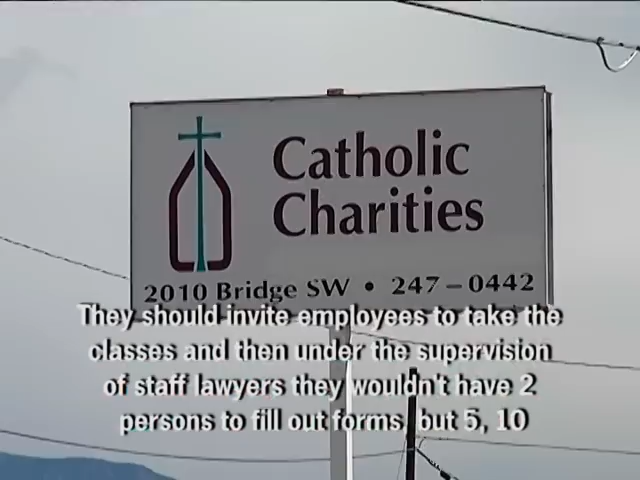 Catholic
Charities
2010 Bridge SW • 247-0442
They should invite employees to take the
classes and then under the supervision
of staff lawyers they wouldn't have 2
persons to fill out forms, but 5, 10